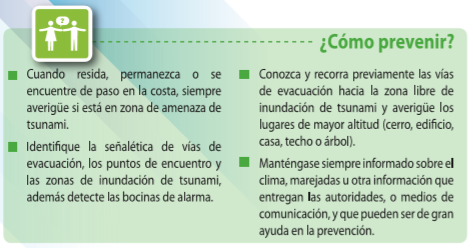 ?
¿Cómo prevenir?
Cuando resida, permanezca o se
encuentre de paso en la costa, siempre
averigüe si está en zona de amenaza de
tsunami.
Identifique la señalética de vías de
evacuación, los puntos de encuentro y
las zonas de inundación de tsunami,
además detecte las bocinas de alarma.
Conozca y recorra previamente las vías
de evacuación hacia la zona libre de
inundación de tsunami y averigüe los
lugares de mayor altitud (cerro, edificio,
casa, techo o árbol).
Manténgase siempre informado sobre el
clima, marejadas u otra información que
entregan las autoridades, o medios de
comunicación, y que pueden ser de gran
ayuda en la prevención.